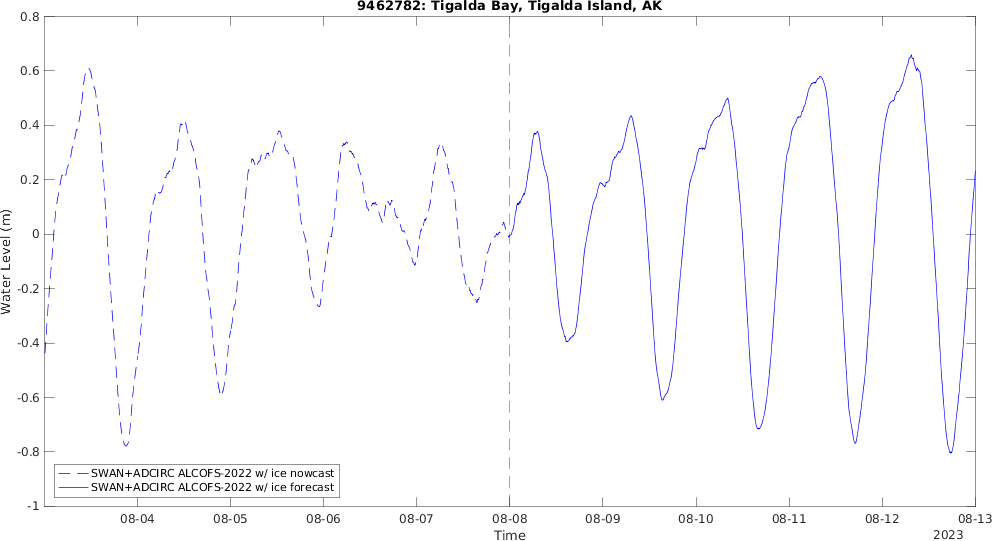 9462782: Tigalda Bay, Tigalda Island, AK
0.8
0.6
0.4
0.2
0
-0.2
-0.4
-0.6
-0.8
-1
Water Level (m)
SWAN+ADCIRC ALCOFS-2022 w/ ice nowcast
SWAN+ADCIRC ALCOFS-2022 w/ ice forecast
08-04 08-05 08-06 08-07 08-08 08-09 08-10 08-11 08-12 08-13
Time
2023